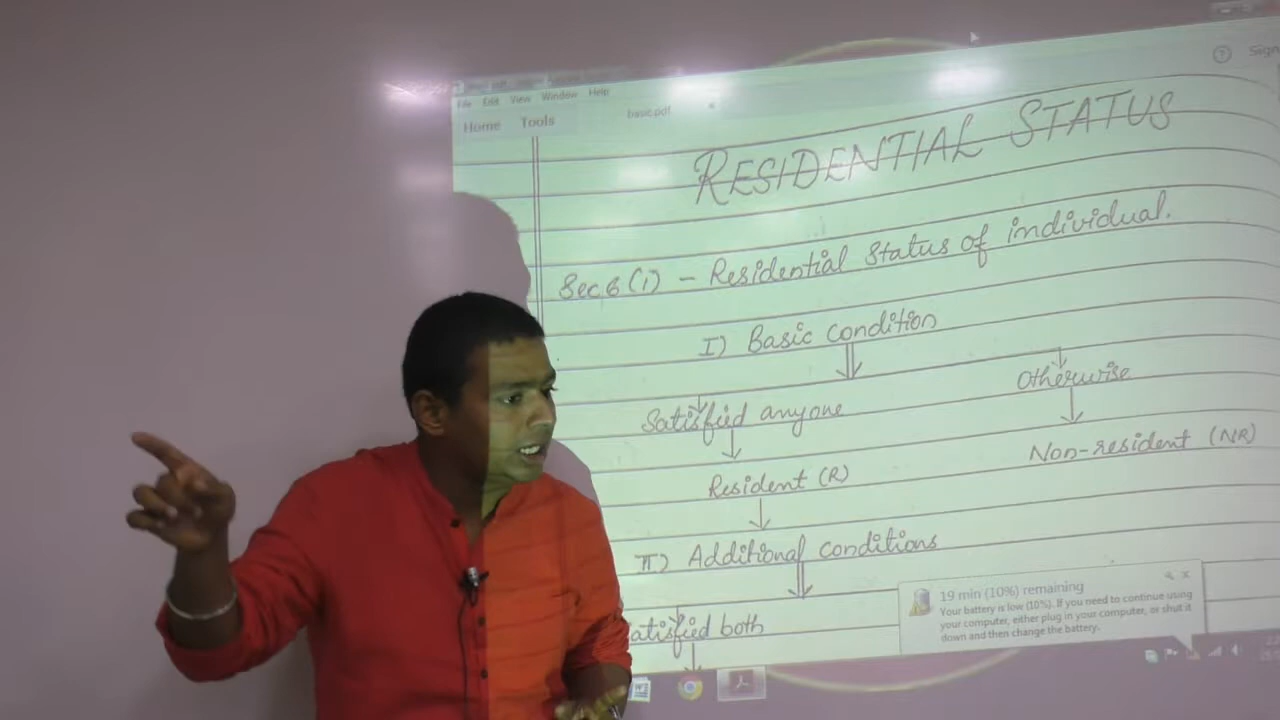 File Edit View Window Help
Home Tools
basic.pdf
Sign
RESIDENTIAL STATUS
Sec.6(1) - Residential Status of individual.
I) Basic condition
Satisfied anyone
Otherwise
Resident (R)
Non-resident (NR)
II) Additional conditions
atisfied both
19 min (10%) remaining
Your battery is low (10%). If you need to continue using
your computer, either plug in your computer, or shut it
down and then change the battery.